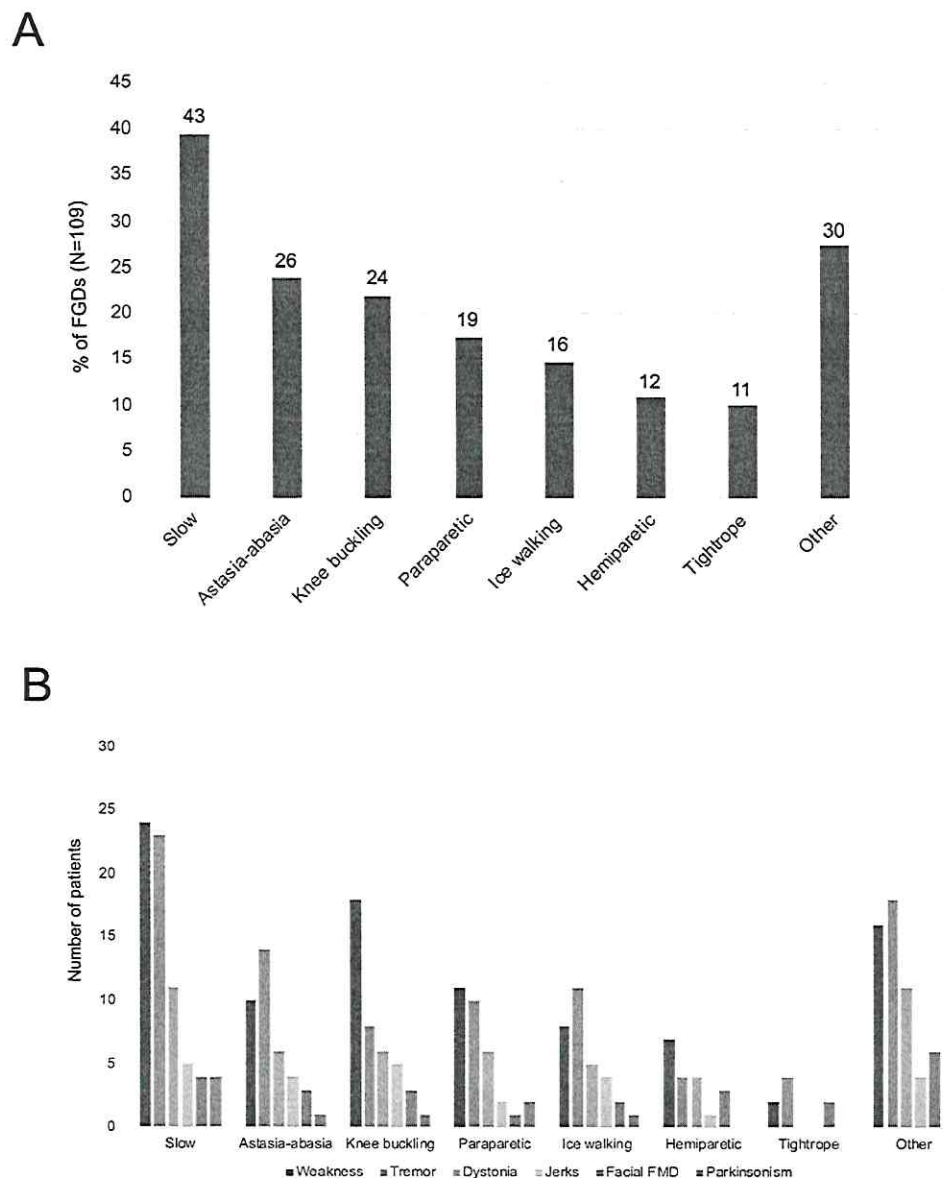 A
45
40
35
30
25
20
15
10
5
0
% of FGDs (N=109)
43
26
24
19
16
12
11
30
Slow
Astasia-abasia
Knee buckling
Paraparetic
Ice walking
Hemiparetic
Tightrope
Other
B
30
25
20
15
10
5
0
Number of patients
Slow Astasia-abasia Knee buckling Paraparetic Ice walking Hemiparetic Tightrope Other
Weakness Tremor Dystonia Jerks Facial FMD Parkinsonism